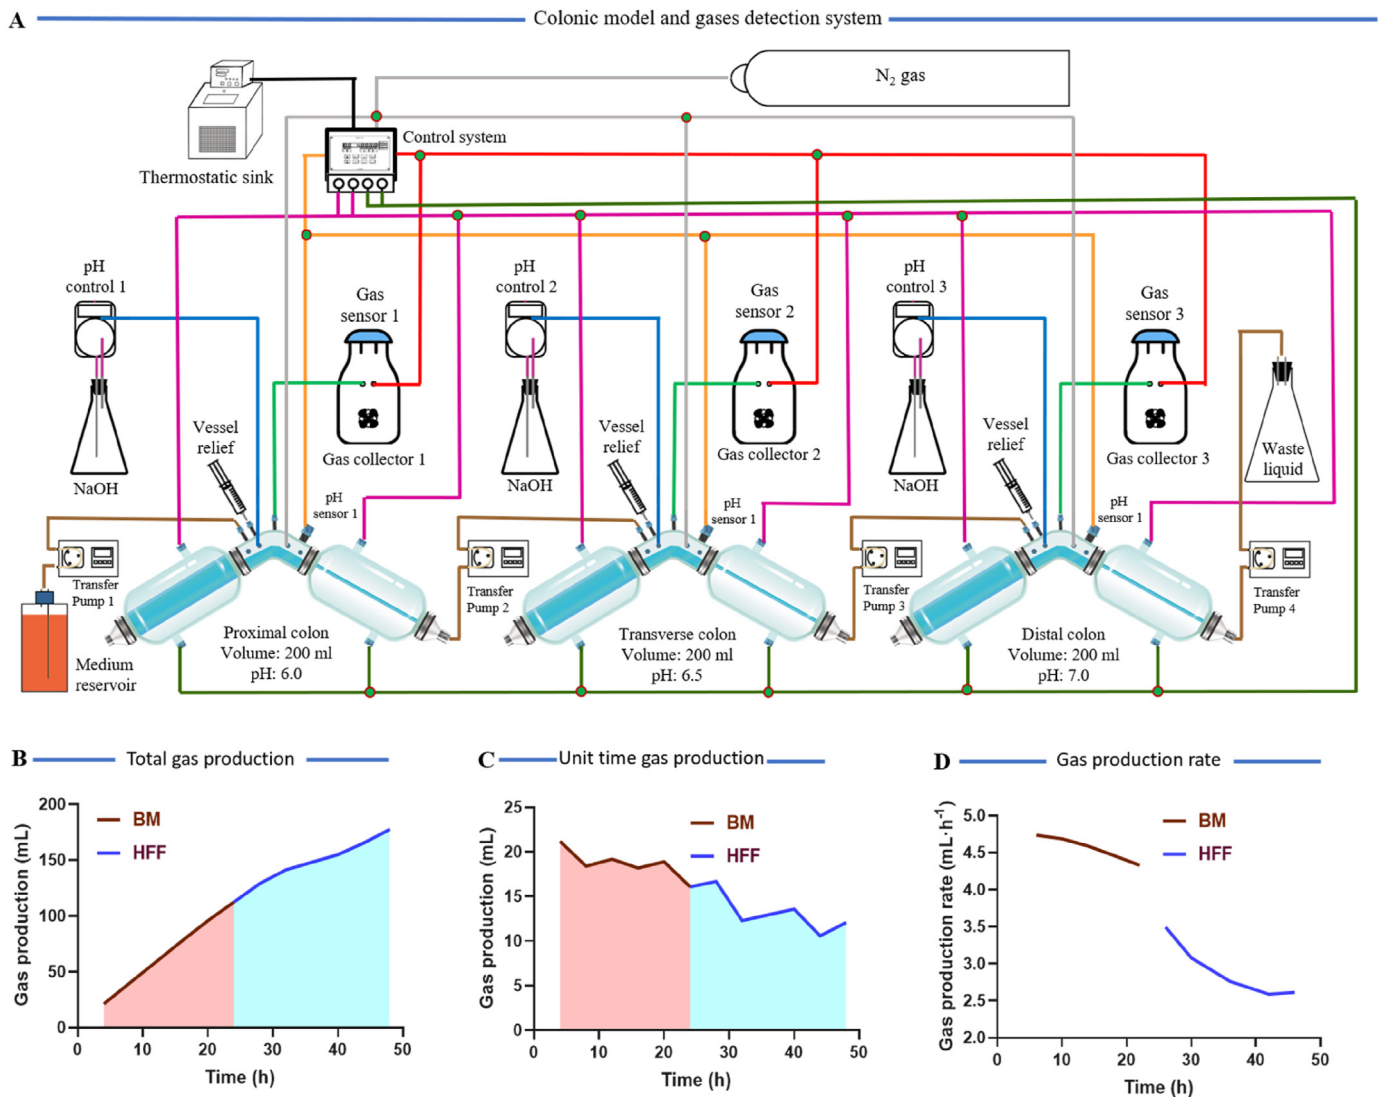 A
Colonic model and gases detection system
N2 gas
Control system
Thermostatic sink
pH
control 1
Gas
sensor 1
pH
control 2
Gas
sensor 2
pH
control 3
Gas
sensor 3
Vessel
relief
Vessel
relief
Vessel
relief
Waste
liquid
NaOH
Gas collector 1
NaOH
Gas collector 2
NaOH
Gas collector 3
pH
sensor 1
pH
sensor 1
pH
sensor 1
Transfer
Pump 1
Transfer
Pump 2
Transfer
Pump 3
Transfer
Pump 4
Medium
reservoir
Proximal colon
Volume: 200 ml
pH: 6.0
Transverse colon
Volume: 200 ml
pH: 6.5
Distal colon
Volume: 200 ml
pH: 7.0
B
Total gas production
Gas production (mL)
200
150
100
50
0
BM
HFF
0 10 20 30 40 50
Time (h)
C
Unit time gas production
Gas production (mL)
25
20
15
10
5
0
BM
HFF
0 10 20 30 40 50
Time (h)
D
Gas production rate
Gas production rate (mL·h⁻¹)
5.0
4.5
4.0
3.5
3.0
2.5
2.0
BM
HFF
0 10 20 30 40 50
Time (h)